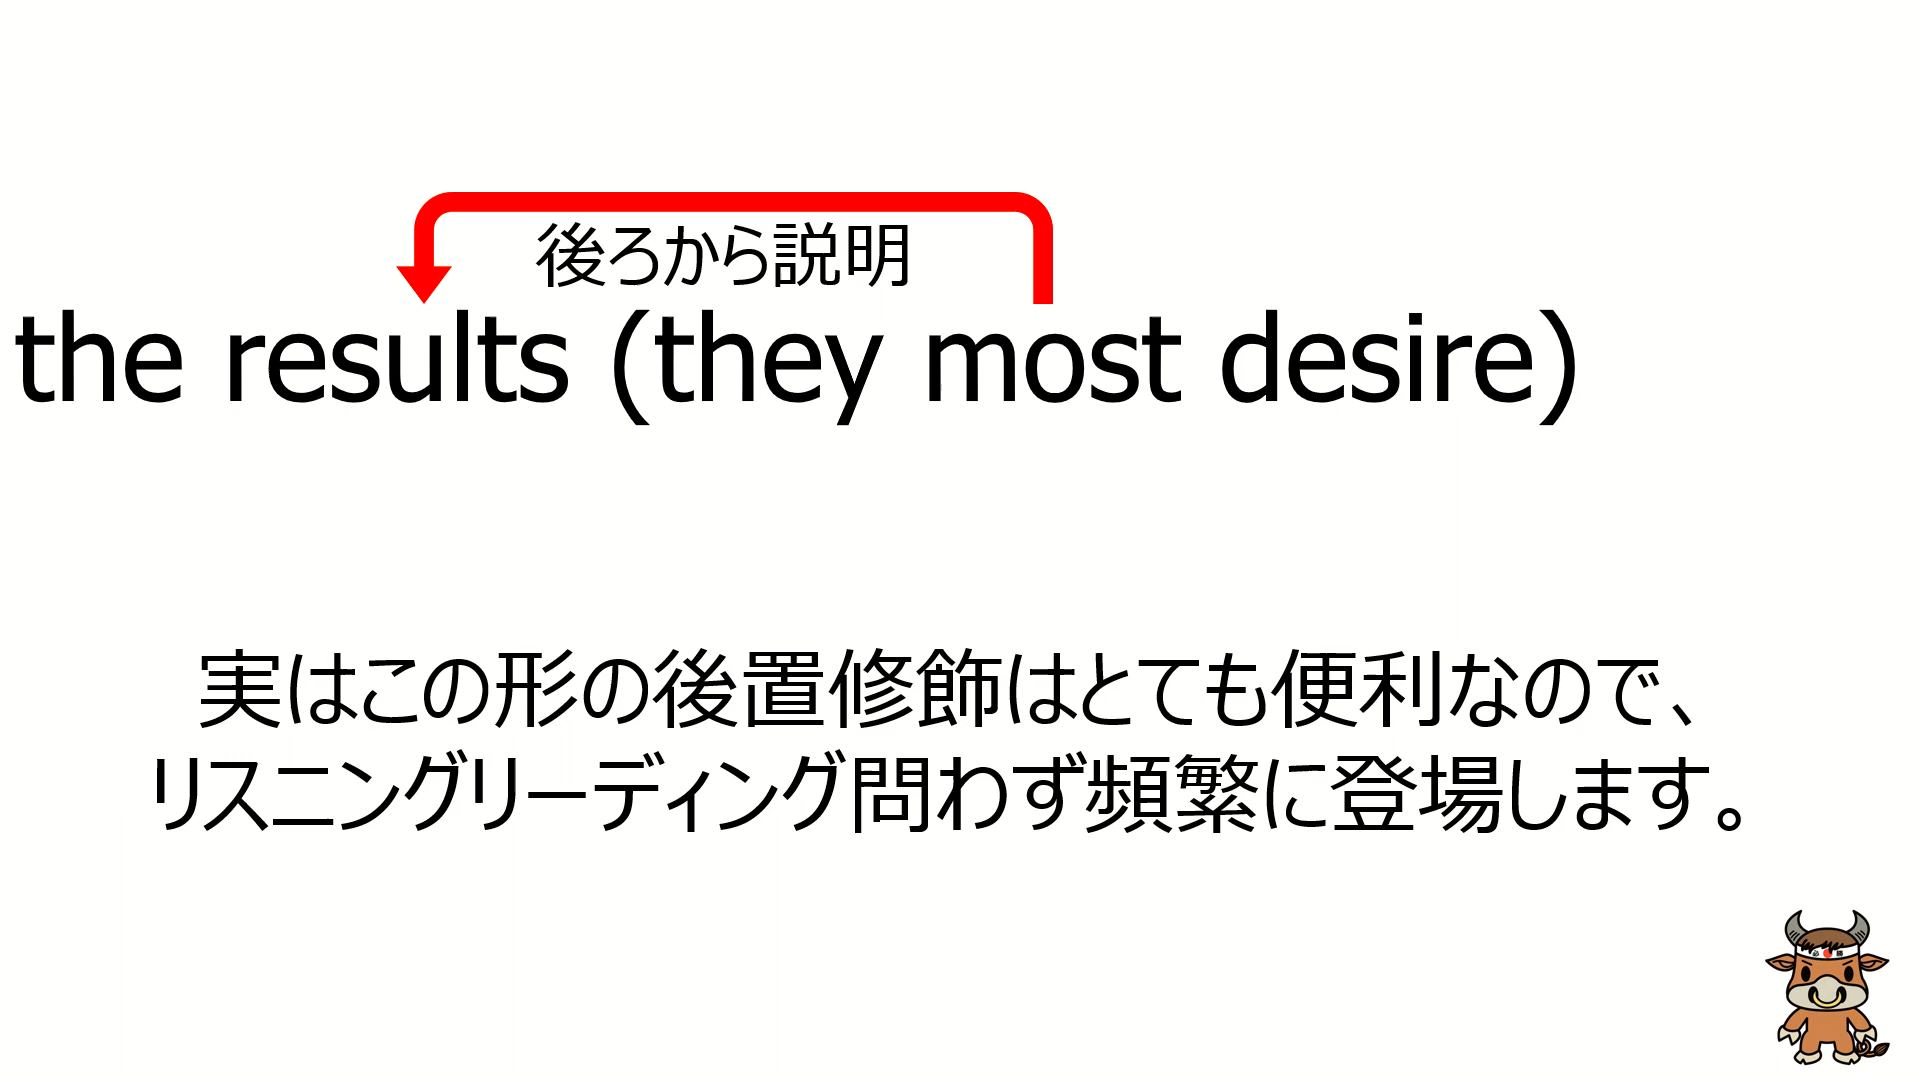 後ろから説明
the results (they most desire)
実はこの形の後置修飾はとても便利なので、
リスニングリーディング問わず頻繁に登場します。
必勝